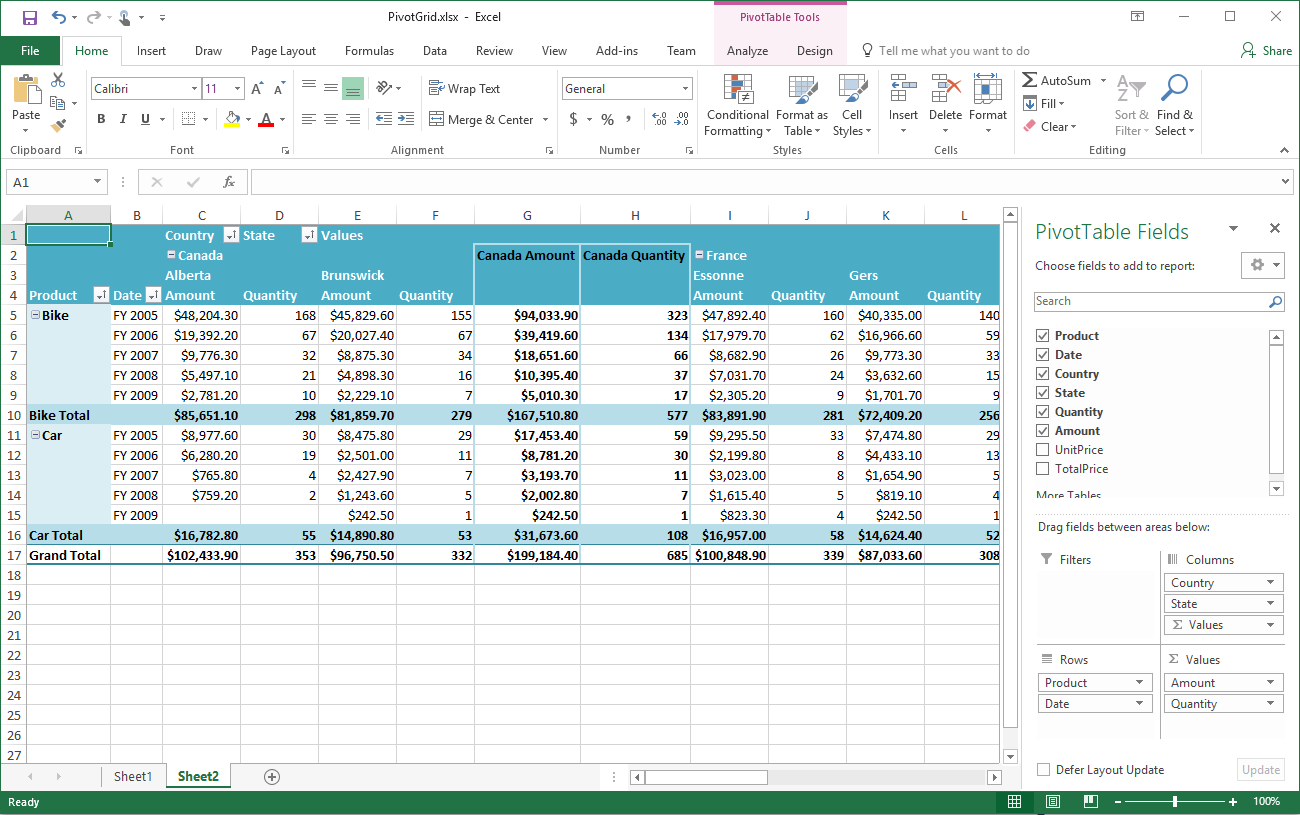 PivotGrid.xlsx - Excel
PivotTable Tools
File Home Insert Draw Page Layout Formulas Data Review View Add-ins Team Analyze Design Tell me what you want to do Share
Paste
Clipboard
Calibri 11
B I U A
Font
Wrap Text
Merge & Center
Alignment
General
$ % ,
Number
Conditional Formatting
Format as Table
Cell Styles
Styles
Insert
Delete
Format
Cells
AutoSum
Fill
Clear
Sort & Filter
Find & Select
Editing
A1 fx
A B C D E F G H I J K L
1 Country State Values
2 Canada Canada Amount Canada Quantity France
3 Alberta Brunswick Essonne Gers
4 Product Date Amount Quantity Amount Quantity Amount Quantity Amount Quantity
5 Bike FY 2005 $48,204.30 168 $45,829.60 155 $94,033.90 323 $47,892.40 160 $40,335.00 140
6 FY 2006 $19,392.20 67 $20,027.40 67 $39,419.60 134 $17,979.70 62 $16,966.60 59
7 FY 2007 $9,776.30 32 $8,875.30 34 $18,651.60 66 $8,682.90 26 $9,773.30 33
8 FY 2008 $5,497.10 21 $4,898.30 16 $10,395.40 37 $7,031.70 24 $3,632.60 15
9 FY 2009 $2,781.20 10 $2,229.10 7 $5,010.30 17 $2,305.20 9 $1,701.70 9
10 Bike Total $85,651.10 298 $81,859.70 279 $167,510.80 577 $83,891.90 281 $72,409.20 256
11 Car FY 2005 $8,977.60 30 $8,475.80 29 $17,453.40 59 $9,295.50 33 $7,474.80 29
12 FY 2006 $6,280.20 19 $2,501.00 11 $8,781.20 30 $2,199.80 8 $4,433.10 13
13 FY 2007 $765.80 4 $2,427.90 7 $3,193.70 11 $3,023.00 8 $1,654.90 5
14 FY 2008 $759.20 2 $1,243.60 5 $2,002.80 7 $1,615.40 5 $819.10 4
15 FY 2009 $242.50 1 $242.50 1 $823.30 4 $242.50 1
16 Car Total $16,782.80 55 $14,890.80 53 $31,673.60 108 $16,957.00 58 $14,624.40 52
17 Grand Total $102,433.90 353 $96,750.50 332 $199,184.40 685 $100,848.90 339 $87,033.60 308
18
19
20
21
22
23
24
25
26
27
PivotTable Fields
Choose fields to add to report:
Search
Product
Date
Country
State
Quantity
Amount
UnitPrice
TotalPrice
More Tables
Drag fields between areas below:
Filters
Columns
Country
State
Σ Values
Rows
Product
Date
Σ Values
Amount
Quantity
Defer Layout Update Update
Sheet1 Sheet2
Ready 100%